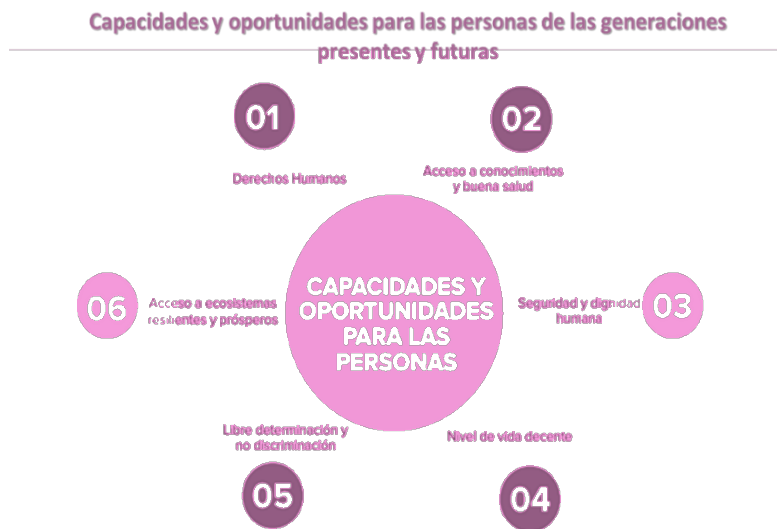 Capacidades y oportunidades para las personas de las generaciones
presentes y futuras
01
Derechos Humanos
02
Acceso a conocimientos
y buena salud
03
Seguridad y dignidad
humana
04
Nivel de vida decente
05
Libre determinación y
no discriminación
06
Acceso a ecosistemas
resilientes y prósperos
CAPACIDADES Y
OPORTUNIDADES
PARA LAS
PERSONAS